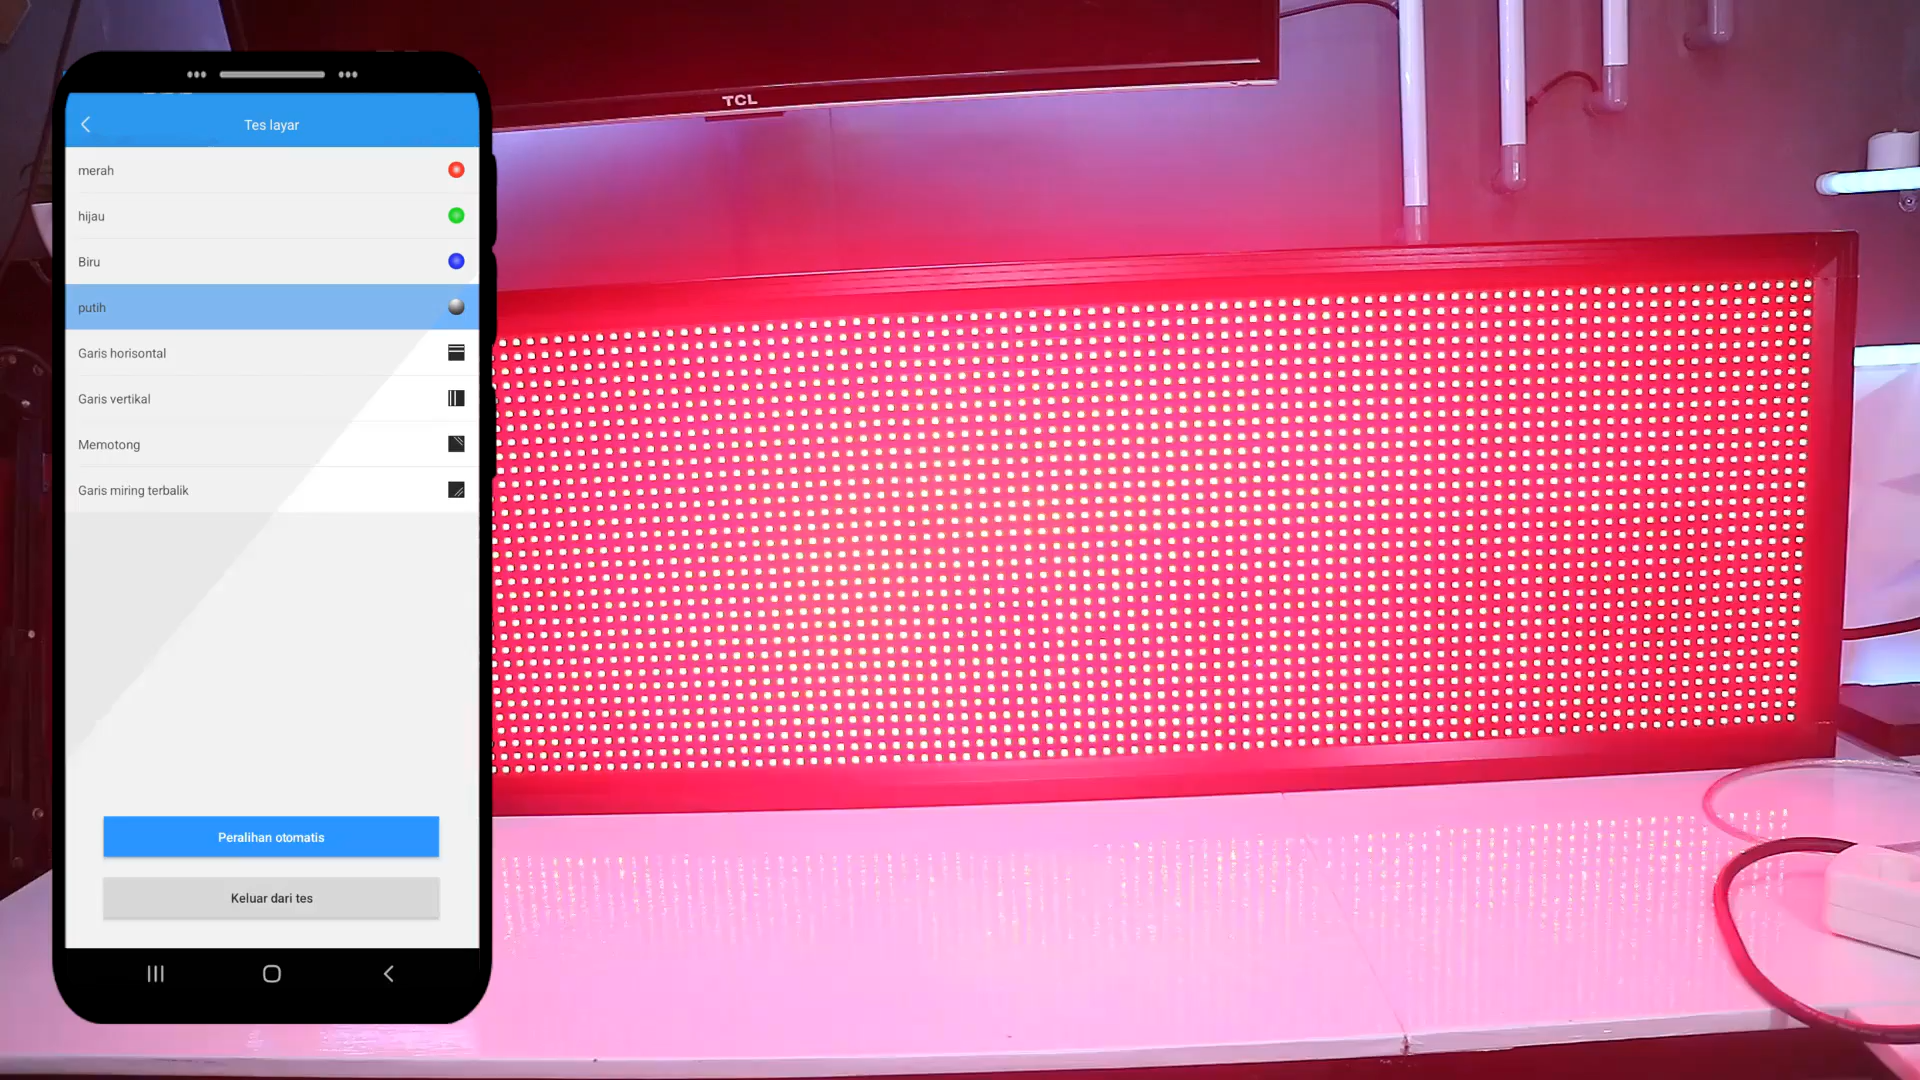 TCL
Tes layar
merah
hijau
Biru
putih
Garis horisontal
Garis vertikal
Memotong
Garis miring terbalik
Peralihan otomatis
Keluar dari tes